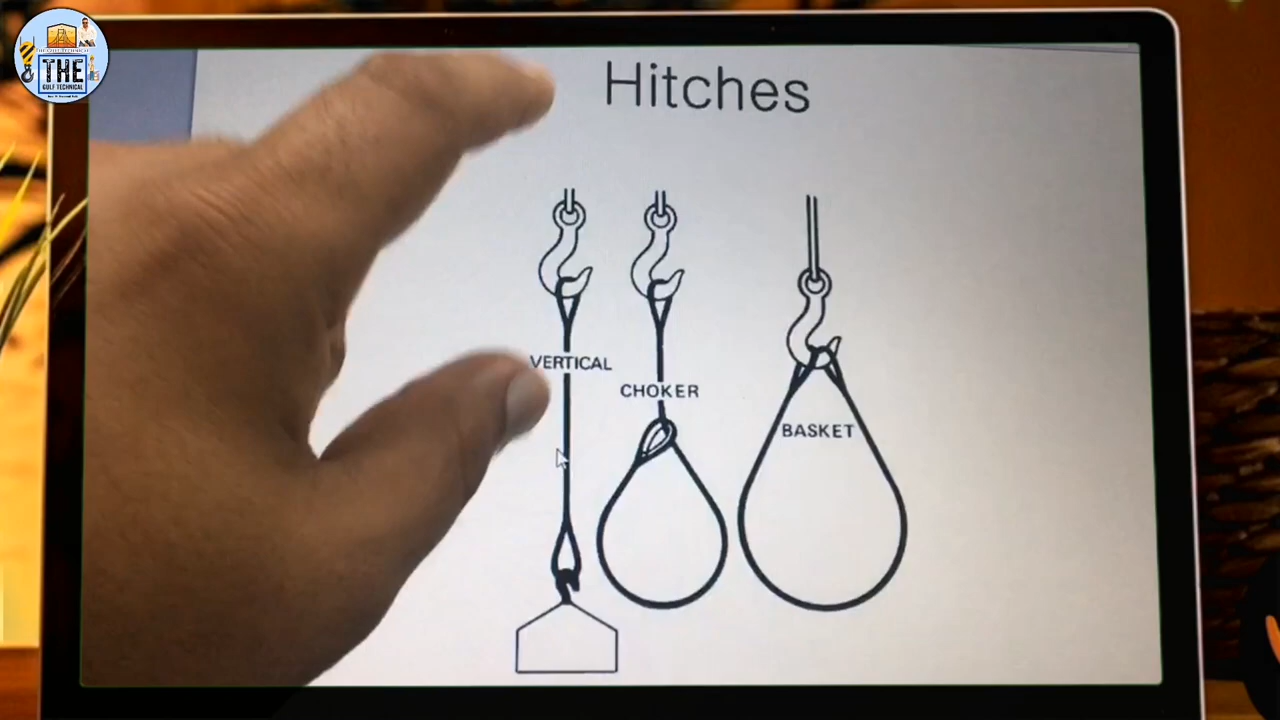 THE
GULF TECHNICAL
Hitches
VERTICAL
CHOKER
BASKET